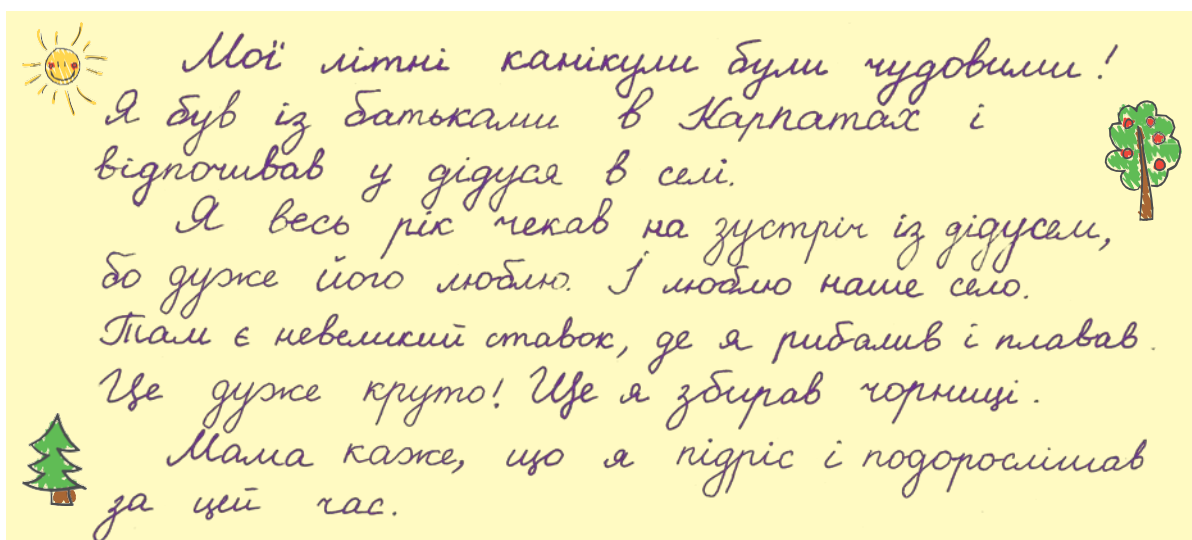 Мої літні канікули були чудовими!
Я був із батьками в Карпатах і
відпочивав у дідуся в селі.
Я весь рік чекав на зустріч із дідусем,
бо дуже його люблю. І люблю наше село.
Там є невеликий ставок, де я рибалив і плавав.
Це дуже круто! Ще я збирав чорниці.
Мама каже, що я підріс і подорослішав
за цей час.